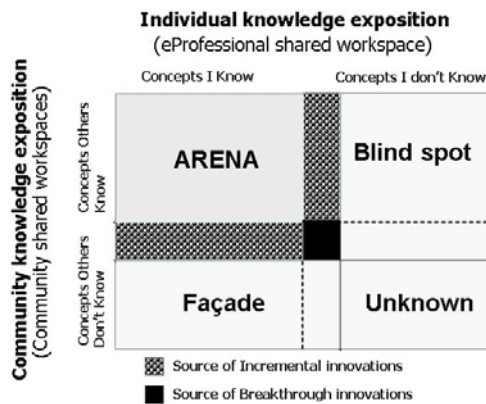 Individual knowledge exposition
(eProfessional shared workspace)
Concepts I Know
Concepts I don't Know
Community knowledge exposition
(Community shared workspaces)
Concepts Others
Know
Concepts Others
Don't Know
ARENA
Blind spot
Façade
Unknown
Source of Incremental innovations
Source of Breakthrough innovations